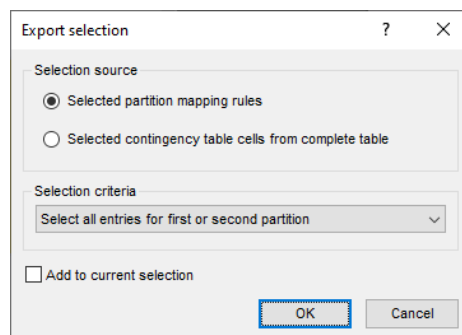 Export selection ? ×
Selection source
Selected partition mapping rules
Selected contingency table cells from complete table
Selection criteria
Select all entries for first or second partition
Add to current selection
OK Cancel